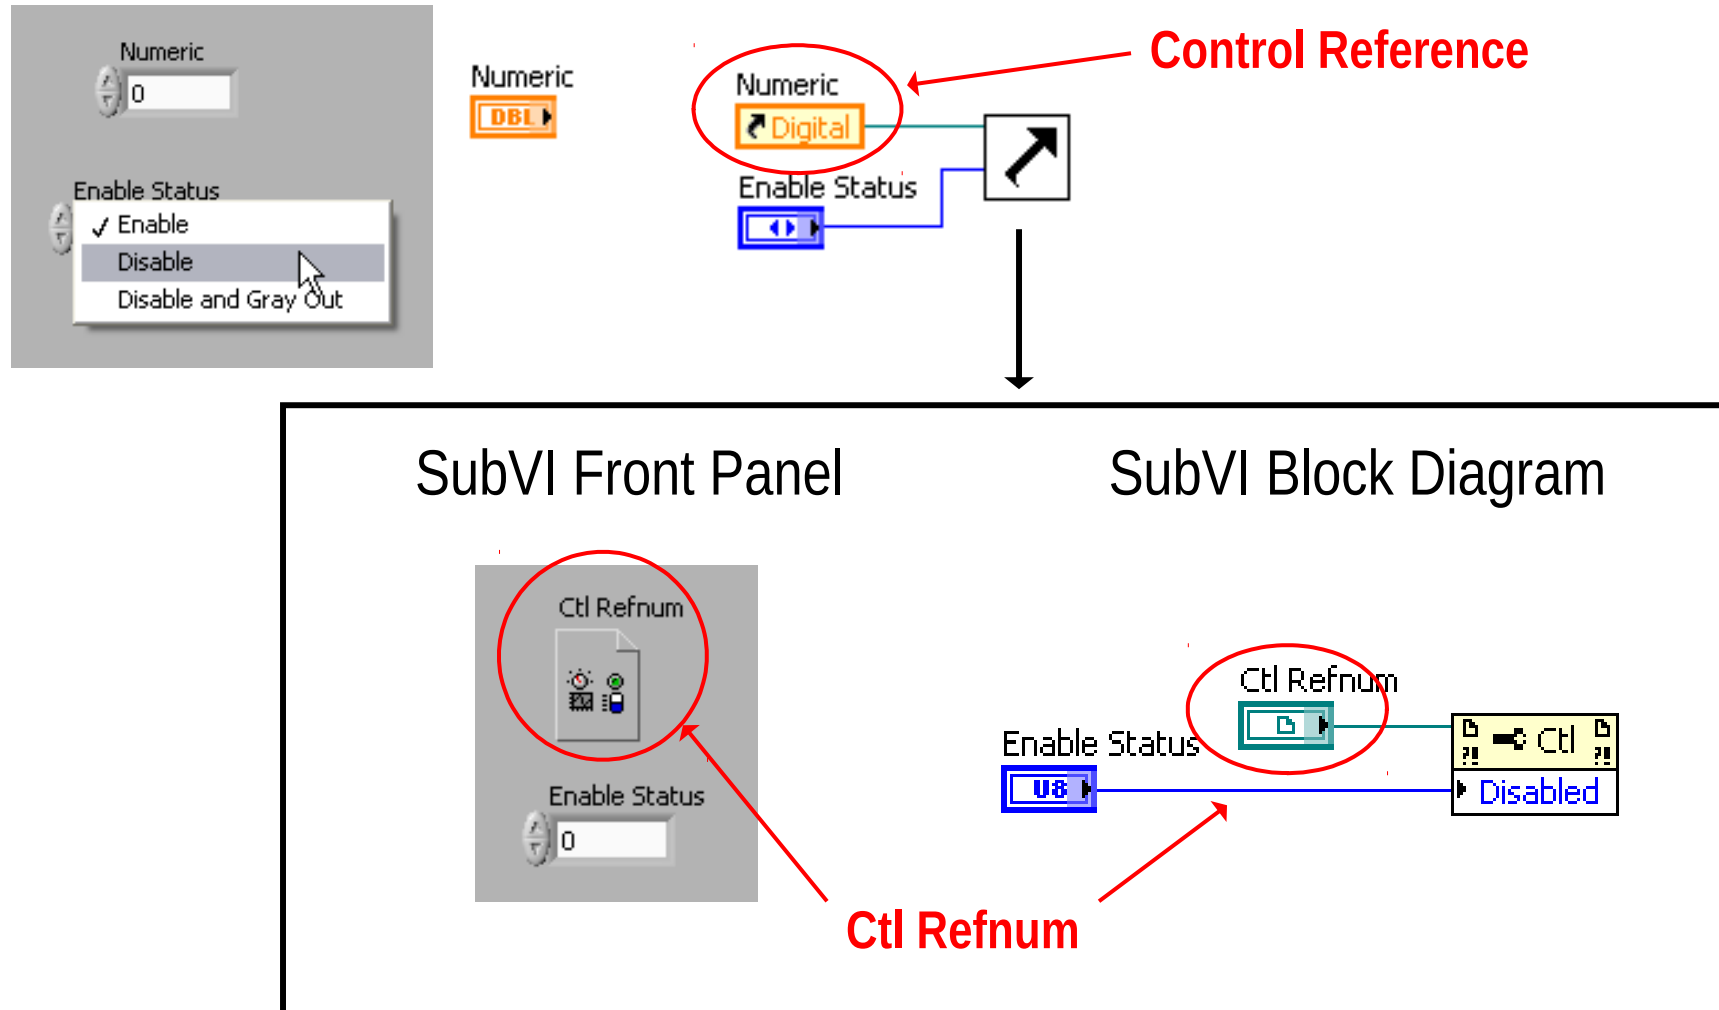 Numeric
0
Enable Status
✓ Enable
Disable
Disable and Gray Out
Numeric
DBL
Numeric
Digital
Enable Status
Control Reference
SubVI Front Panel
SubVI Block Diagram
Ctl Refnum
Enable Status
0
Ctl Refnum
Enable Status
U8
?! Ctl ?!
Disabled
Ctl Refnum